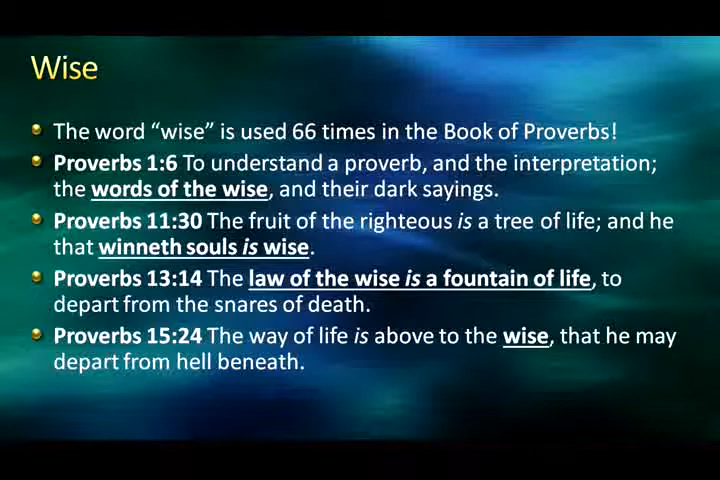 Wise
The word “wise” is used 66 times in the Book of Proverbs!
Proverbs 1:6 To understand a proverb, and the interpretation;
the words of the wise, and their dark sayings.
Proverbs 11:30 The fruit of the righteous is a tree of life; and he
that winneth souls is wise.
Proverbs 13:14 The law of the wise is a fountain of life, to
depart from the snares of death.
Proverbs 15:24 The way of life is above to the wise, that he may
depart from hell beneath.